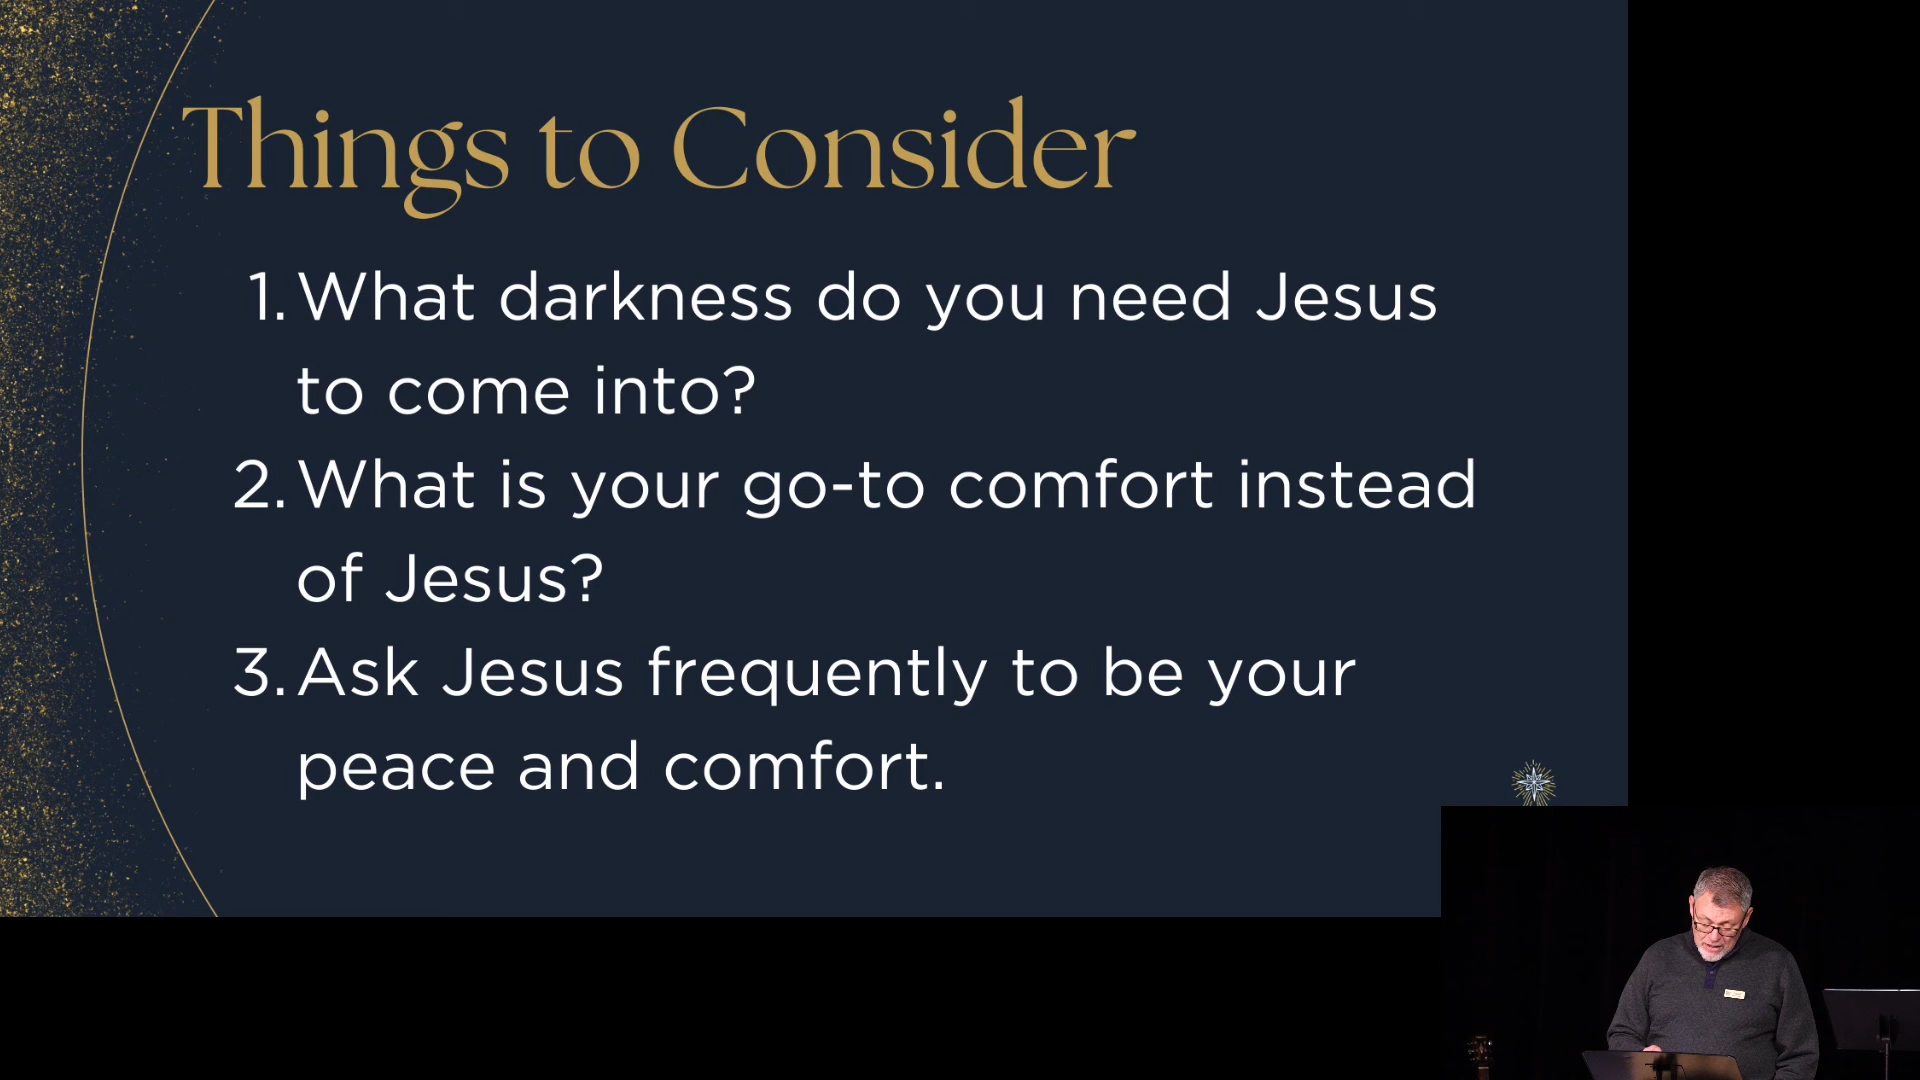 Things to Consider
1. What darkness do you need Jesus
to come into?
2. What is your go-to comfort instead
of Jesus?
3. Ask Jesus frequently to be your
peace and comfort.